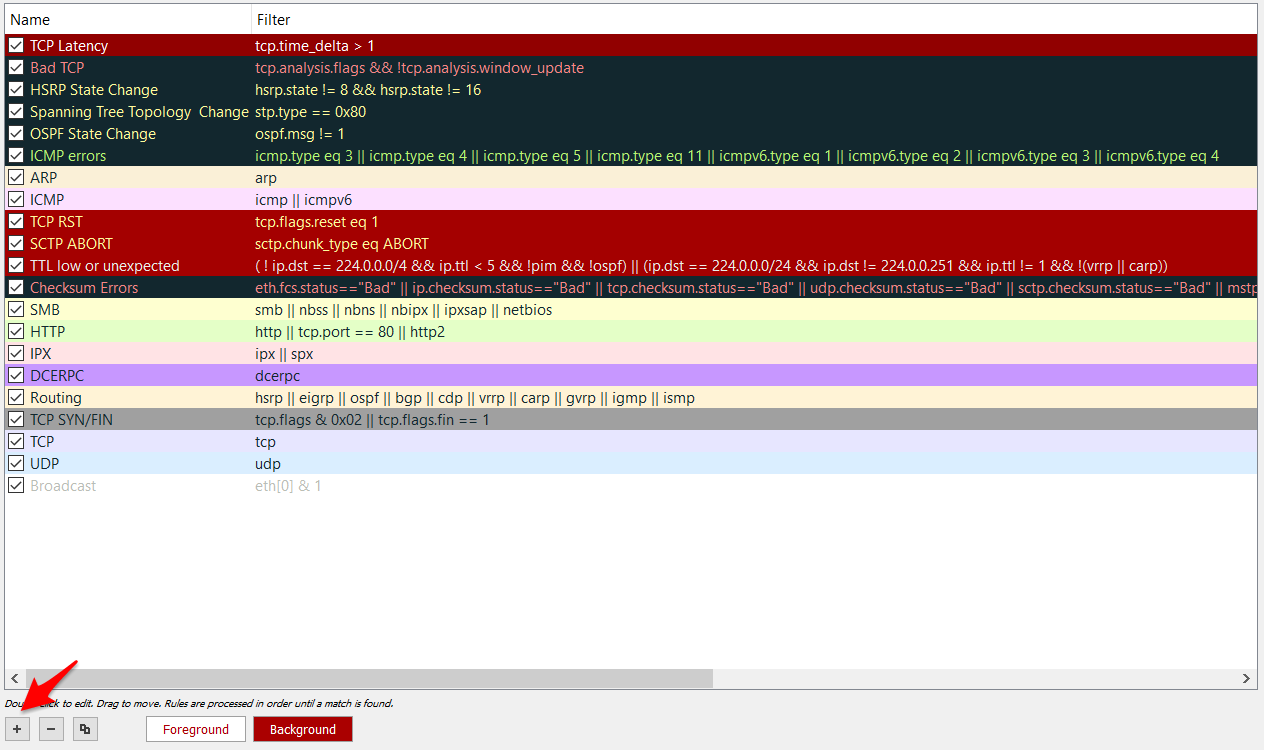 Name Filter
TCP Latency tcp.time_delta > 1
Bad TCP tcp.analysis.flags && !tcp.analysis.window_update
HSRP State Change hsrp.state != 8 && hsrp.state != 16
Spanning Tree Topology  Change stp.type == 0x80
OSPF State Change ospf.msg != 1
ICMP errors icmp.type eq 3 || icmp.type eq 4 || icmp.type eq 5 || icmp.type eq 11 || icmpv6.type eq 1 || icmpv6.type eq 2 || icmpv6.type eq 3 || icmpv6.type eq 4
ARP arp
ICMP icmp || icmpv6
TCP RST tcp.flags.reset eq 1
SCTP ABORT sctp.chunk_type eq ABORT
TTL low or unexpected ( ! ip.dst == 224.0.0.0/4 && ip.ttl < 5 && !pim && !ospf) || (ip.dst == 224.0.0.0/24 && ip.dst != 224.0.0.251 && ip.ttl != 1 && !(vrrp || carp))
Checksum Errors eth.fcs.status=="Bad" || ip.checksum.status=="Bad" || tcp.checksum.status=="Bad" || udp.checksum.status=="Bad" || sctp.checksum.status=="Bad" || mstp
SMB smb || nbss || nbns || nbipx || ipxsap || netbios
HTTP http || tcp.port == 80 || http2
IPX ipx || spx
DCERPC dcerpc
Routing hsrp || eigrp || ospf || bgp || cdp || vrrp || carp || gvrp || igmp || ismp
TCP SYN/FIN tcp.flags & 0x02 || tcp.flags.fin == 1
TCP tcp
UDP udp
Broadcast eth[0] & 1
click to edit. Drag to move. Rules are processed in order until a match is found.
Foreground Background